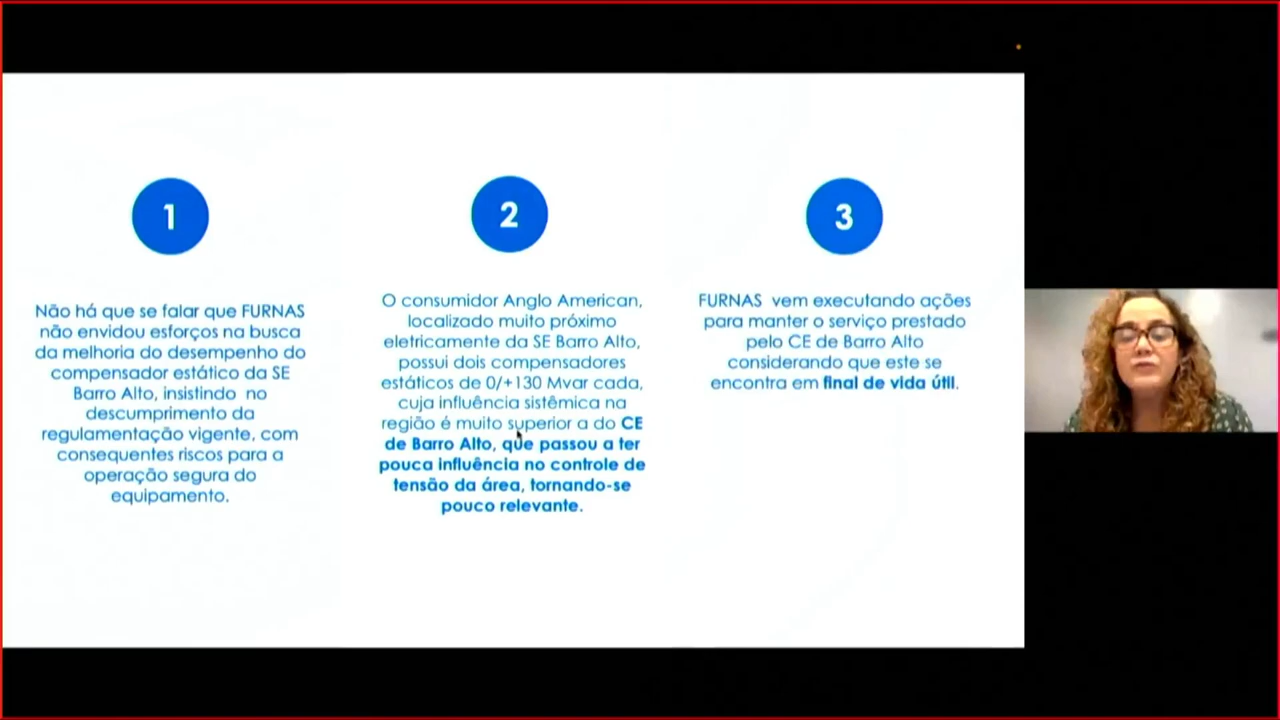 1
Não há que se falar que FURNAS
não envidou esforços na busca
da melhoria do desempenho do
compensador estático da SE
Barro Alto, insistindo no
descumprimento da
regulamentação vigente, com
consequentes riscos para a
operação segura do
equipamento.
2
O consumidor Anglo American,
localizado muito próximo
eletricamente da SE Barro Alto,
possui dois compensadores
estáticos de 0/+130 Mvar cada,
cuja influência sistêmica na
região é muito superior a do CE
de Barro Alto, que passou a ter
pouca influência no controle de
tensão da área, tornando-se
pouco relevante.
3
FURNAS vem executando ações
para manter o serviço prestado
pelo CE de Barro Alto
considerando que este se
encontra em final de vida útil.